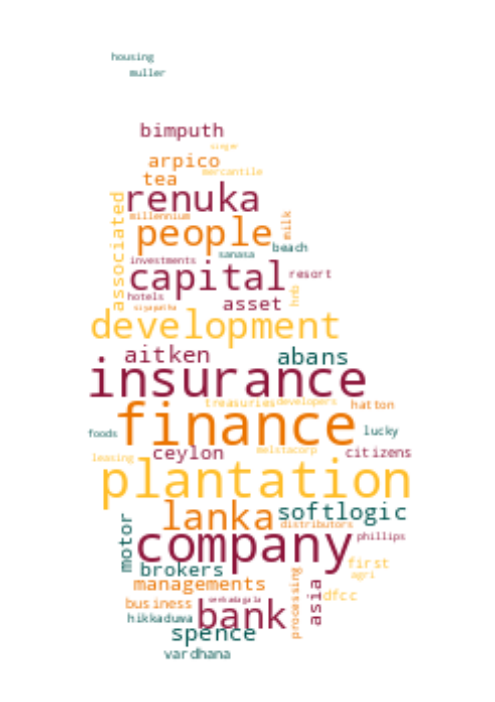 housing
muller
bimputh
singer
arpico
mercantile
tea
renuka
associated
millennium
milk
people
beach
sanasa
investments
capital
resort
hotels
hnb
asset
siyapatha
development
aitken
abans
insurance
treasuries
developers
hatton
finance
foods
lucky
ceylon
melstacorp
citizens
leasing
plantation
lanka
softlogic
motor
distributors
company
phillips
brokers
first
agri
managements
processing
asia
dfcc
business
senkadagala
bank
hikkaduwa
spence
vardhana